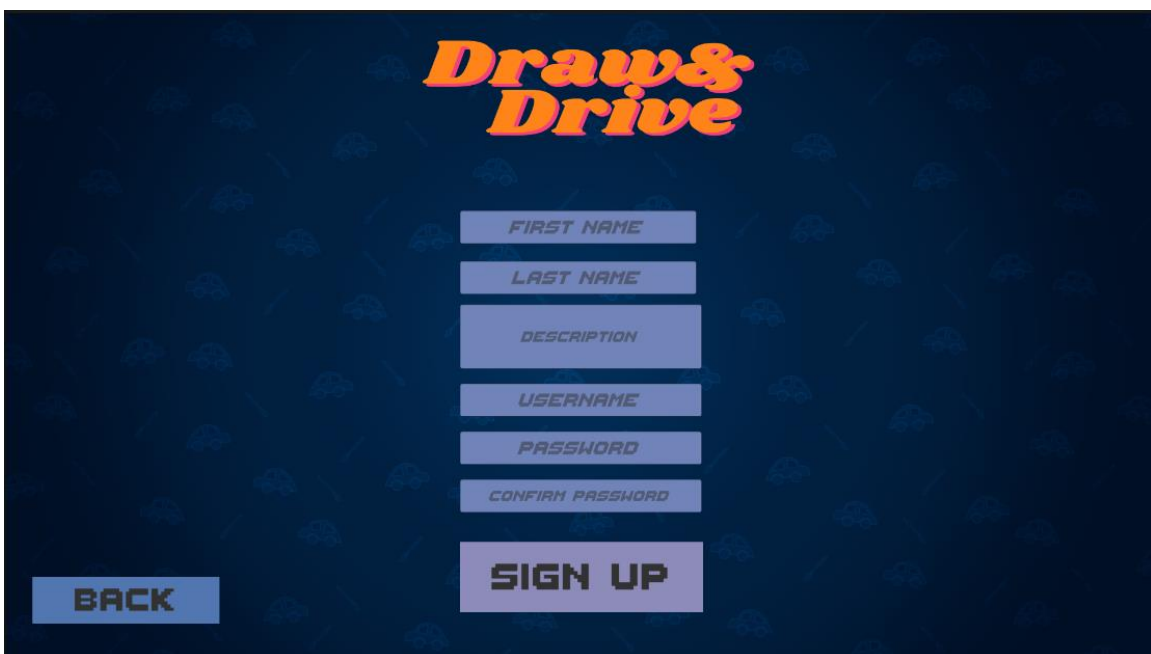 Draw&
Drive
FIRST NAME
LAST NAME
DESCRIPTION
USERNAME
PASSWORD
CONFIRM PASSWORD
SIGN UP
BACK